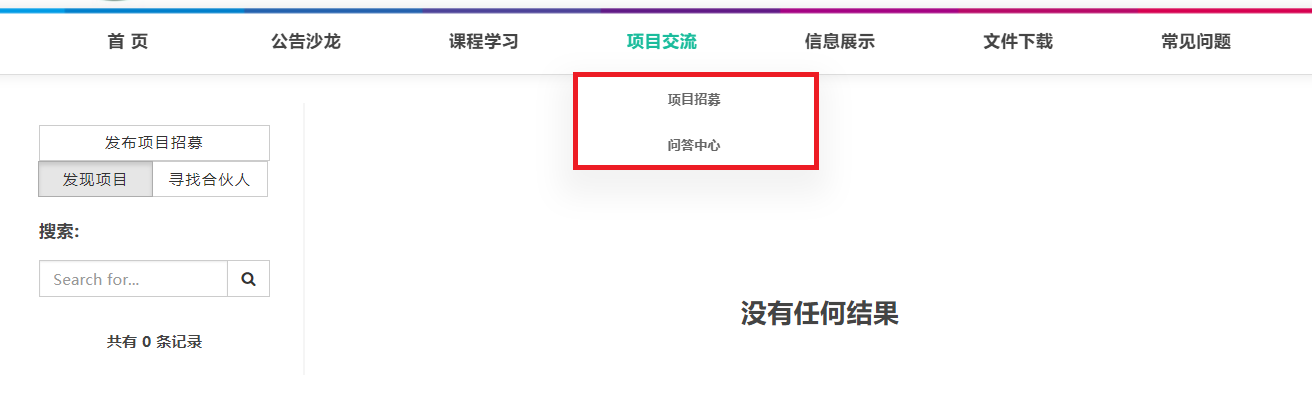 首 页 公告沙龙 课程学习 项目交流 信息展示 文件下载 常见问题
项目招募
问答中心
发布项目招募
发现项目 寻找合伙人
搜索:
Search for...
共有 0 条记录
没有任何结果